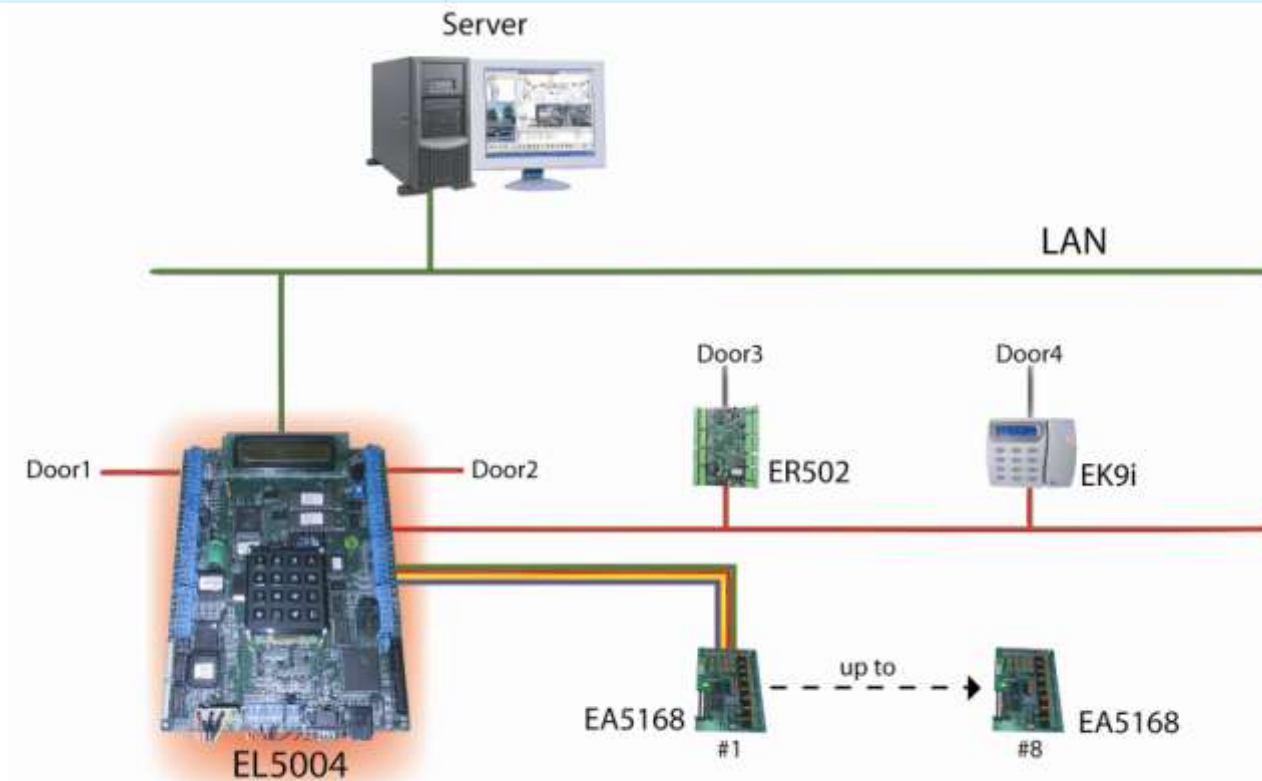 Server
LAN
Door3
Door4
Door1
Door2
ER502
EK9i
up to
EA5168
#1
EA5168
#8
EL5004